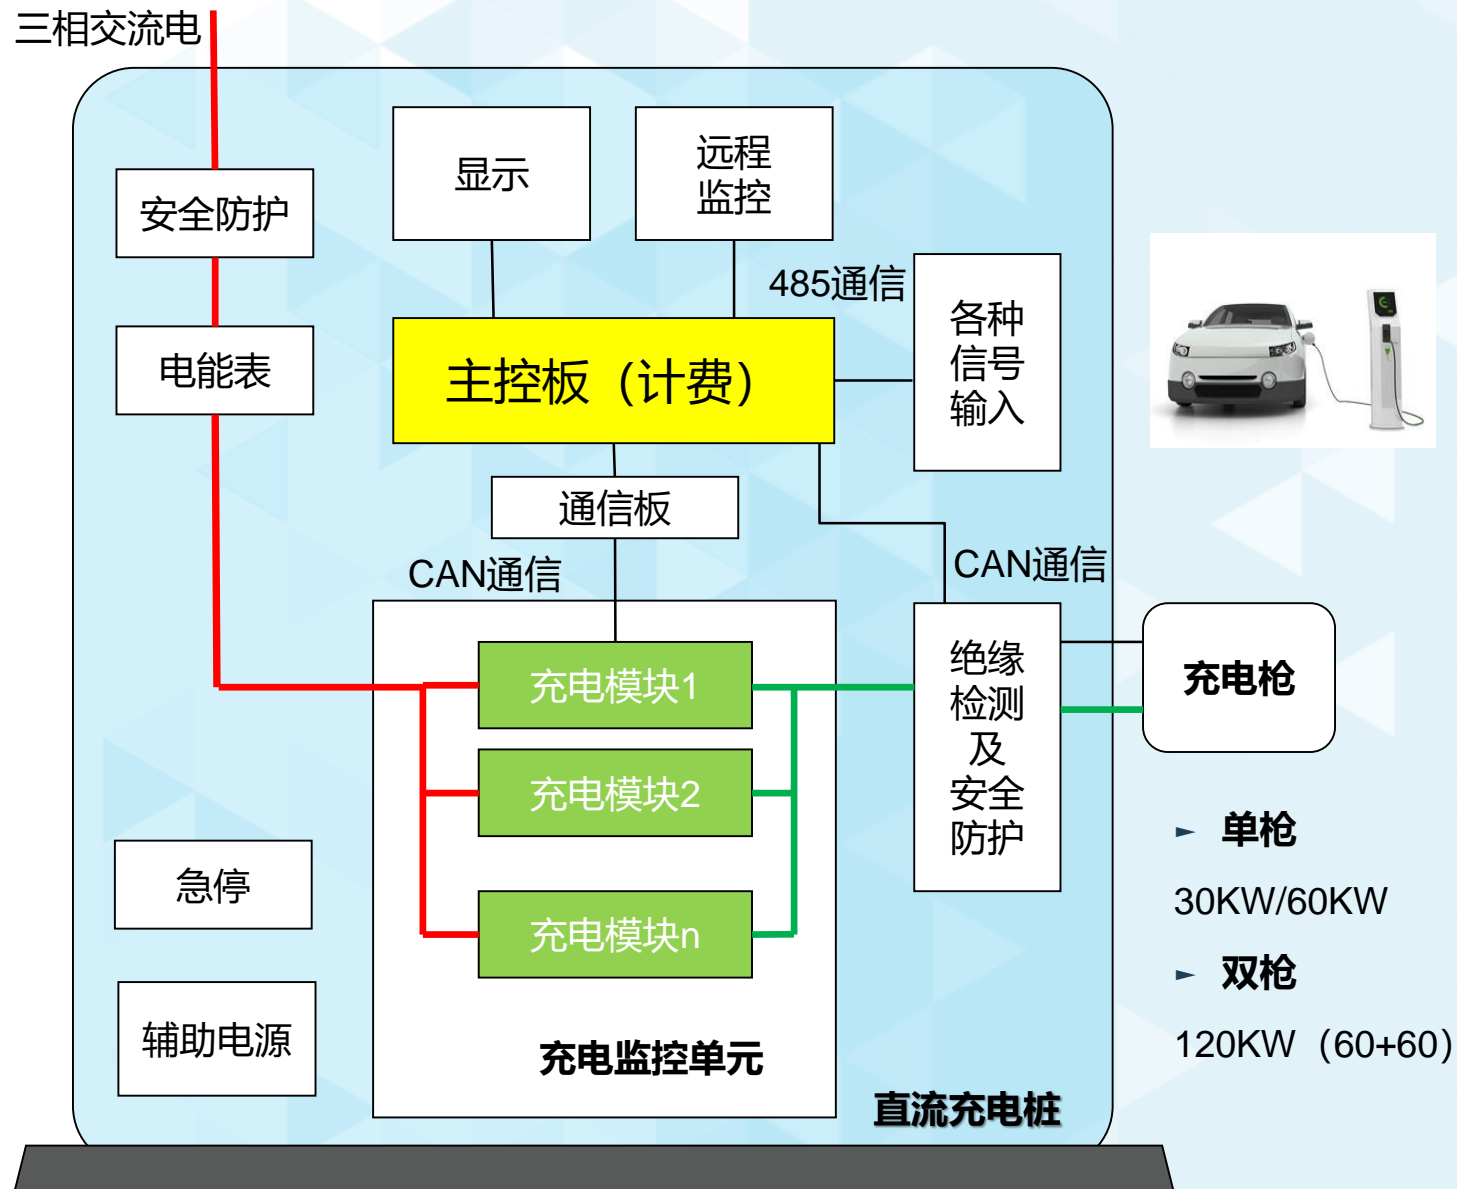 三相交流电
安全防护
显示
远程
监控
485通信
各种
信号
输入
电能表
主控板（计费）
通信板
CAN通信
CAN通信
充电模块1
充电模块2
充电模块n
绝缘
检测
及
安全
防护
充电枪
急停
辅助电源
充电监控单元
直流充电桩
► 单枪
30KW/60KW
► 双枪
120KW（60+60）